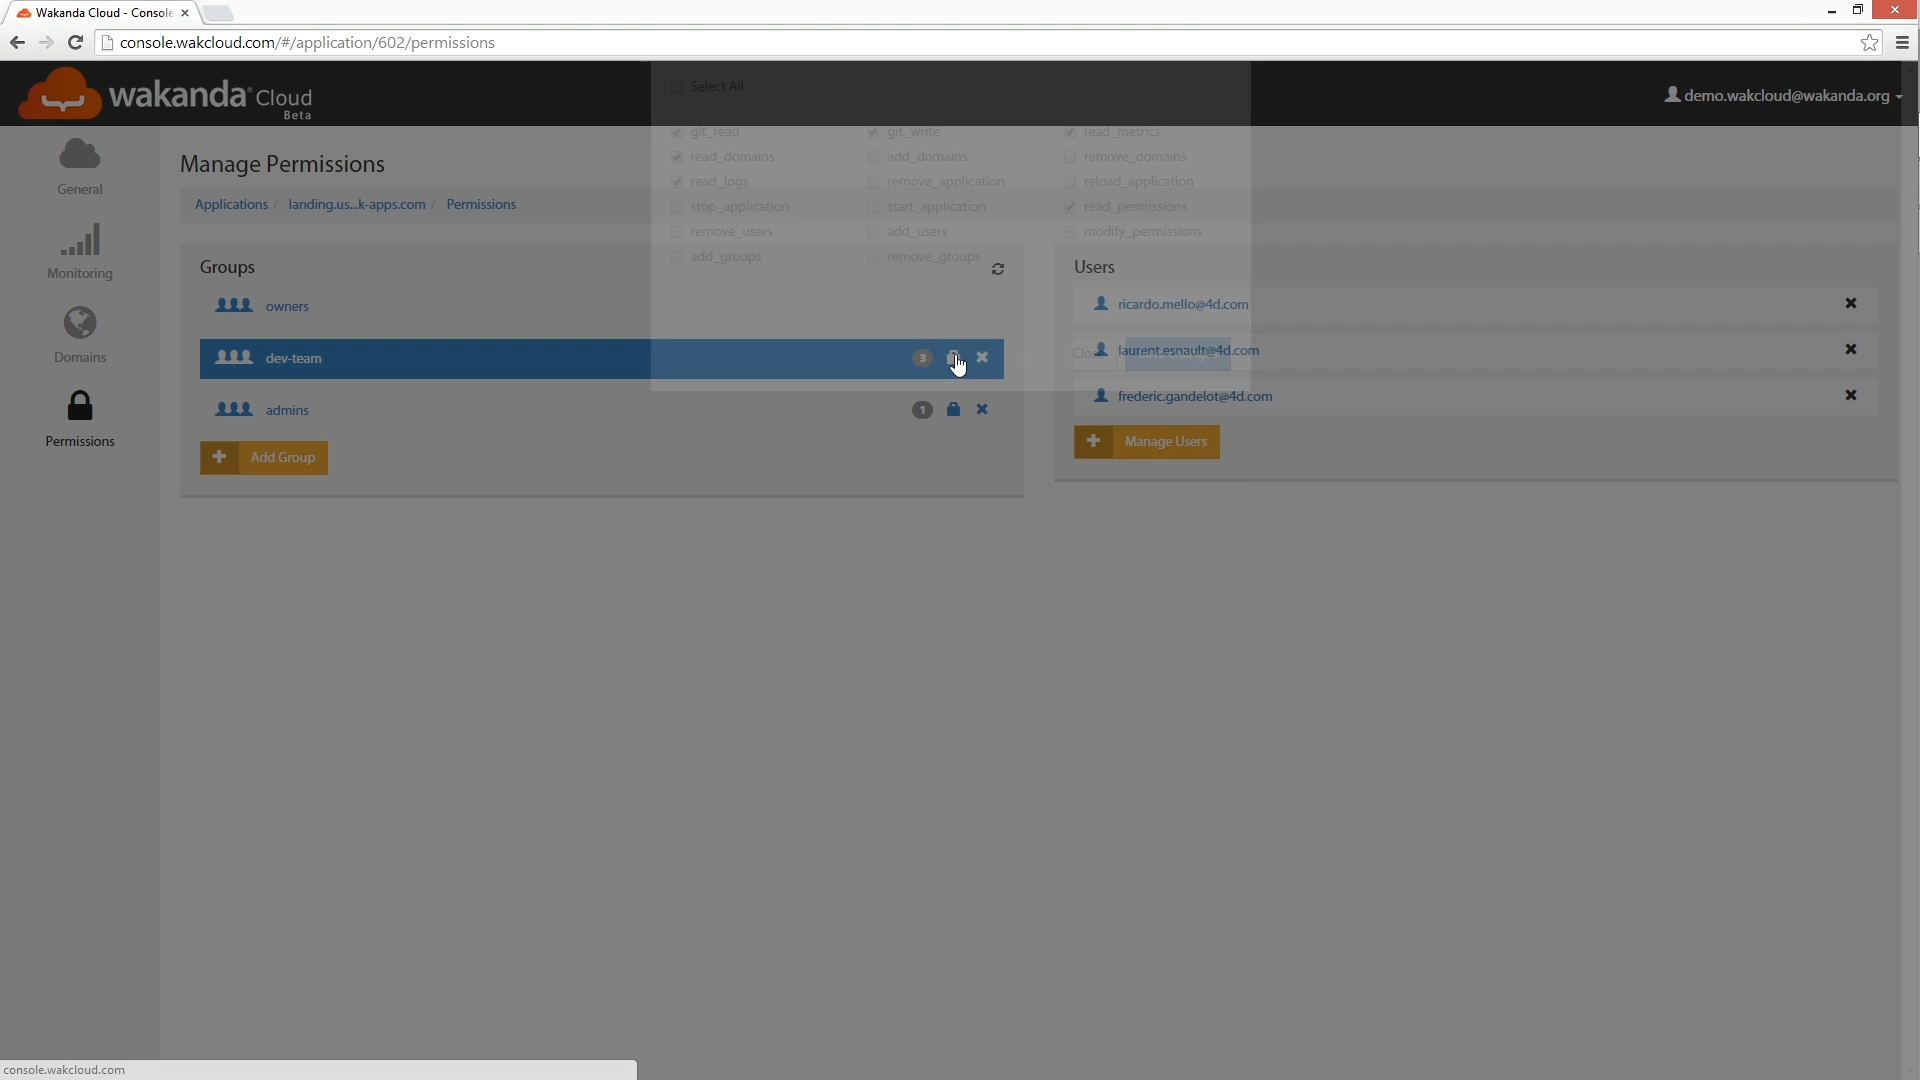 Wakanda Cloud - Console
console.wakcloud.com/#/application/602/permissions
wakanda Cloud
Beta
demo.wakcloud@wakanda.org
Select All
git_read git_write read_metrics
read_domains add_domains remove_domains
read_logs remove_application reload_application
stop_application start_application read_permissions
remove_users add_users modify_permissions
add_groups remove_groups
General
Monitoring
Domains
Permissions
Manage Permissions
Applications / landing.us...k-apps.com / Permissions
Groups
owners
dev-team 3
admins 1
Add Group
Users
ricardo.mello@4d.com
laurent.esnault@4d.com
frederic.gandelot@4d.com
Manage Users
console.wakcloud.com